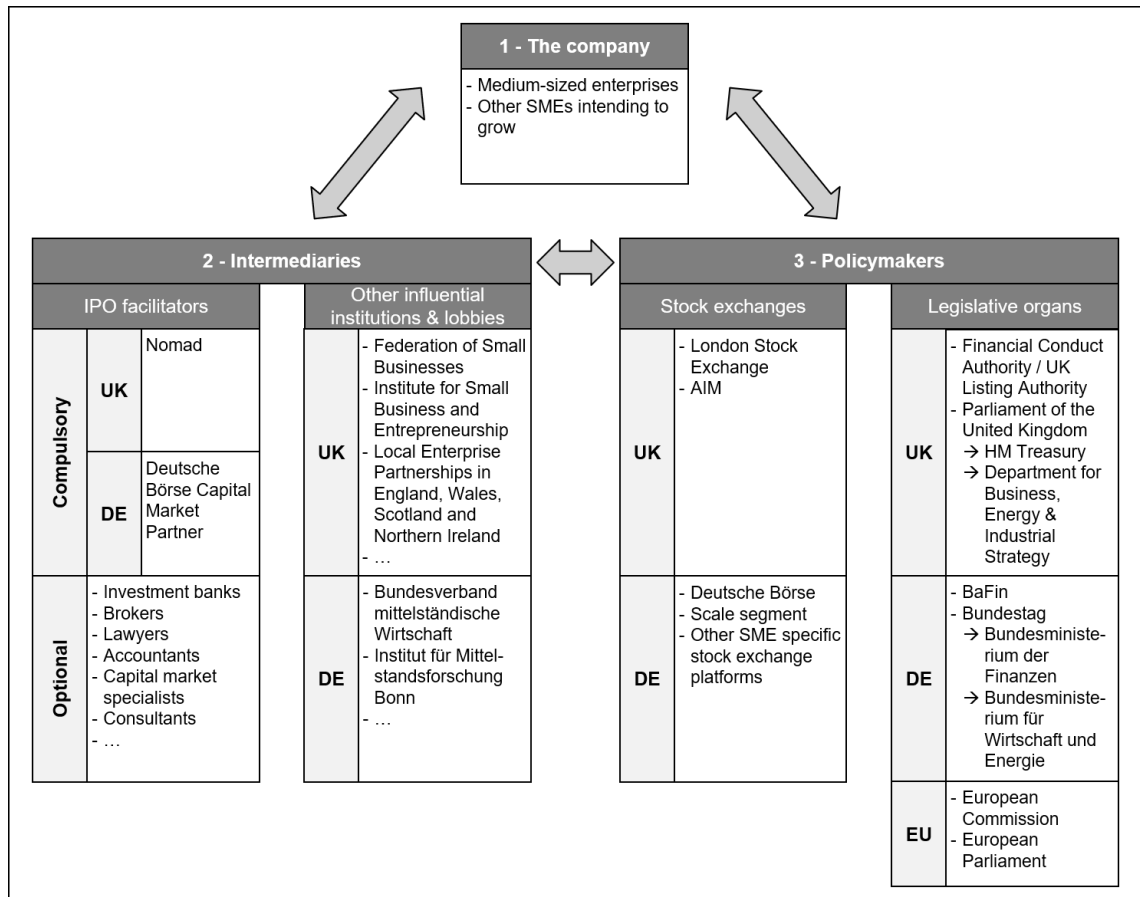 1 - The company
- Medium-sized enterprises
- Other SMEs intending to
grow
2 - Intermediaries
IPO facilitators
Compulsory
UK
Nomad
DE
Deutsche
Börse Capital
Market
Partner
Optional
- Investment banks
- Brokers
- Lawyers
- Accountants
- Capital market
specialists
- Consultants
- …
Other influential
institutions & lobbies
UK
- Federation of Small
Businesses
- Institute for Small
Business and
Entrepreneurship
- Local Enterprise
Partnerships in
England, Wales,
Scotland and
Northern Ireland
- …
DE
- Bundesverband
mittelständische
Wirtschaft
- Institut für Mittel-
standsforschung
Bonn
- …
3 - Policymakers
Stock exchanges
UK
- London Stock
Exchange
- AIM
DE
- Deutsche Börse
- Scale segment
- Other SME specific
stock exchange
platforms
Legislative organs
UK
- Financial Conduct
Authority / UK
Listing Authority
- Parliament of the
United Kingdom
→ HM Treasury
→ Department for
Business,
Energy &
Industrial
Strategy
DE
- BaFin
- Bundestag
→ Bundesministe-
rium der
Finanzen
→ Bundesministe-
rium für
Wirtschaft und
Energie
EU
- European
Commission
- European
Parliament